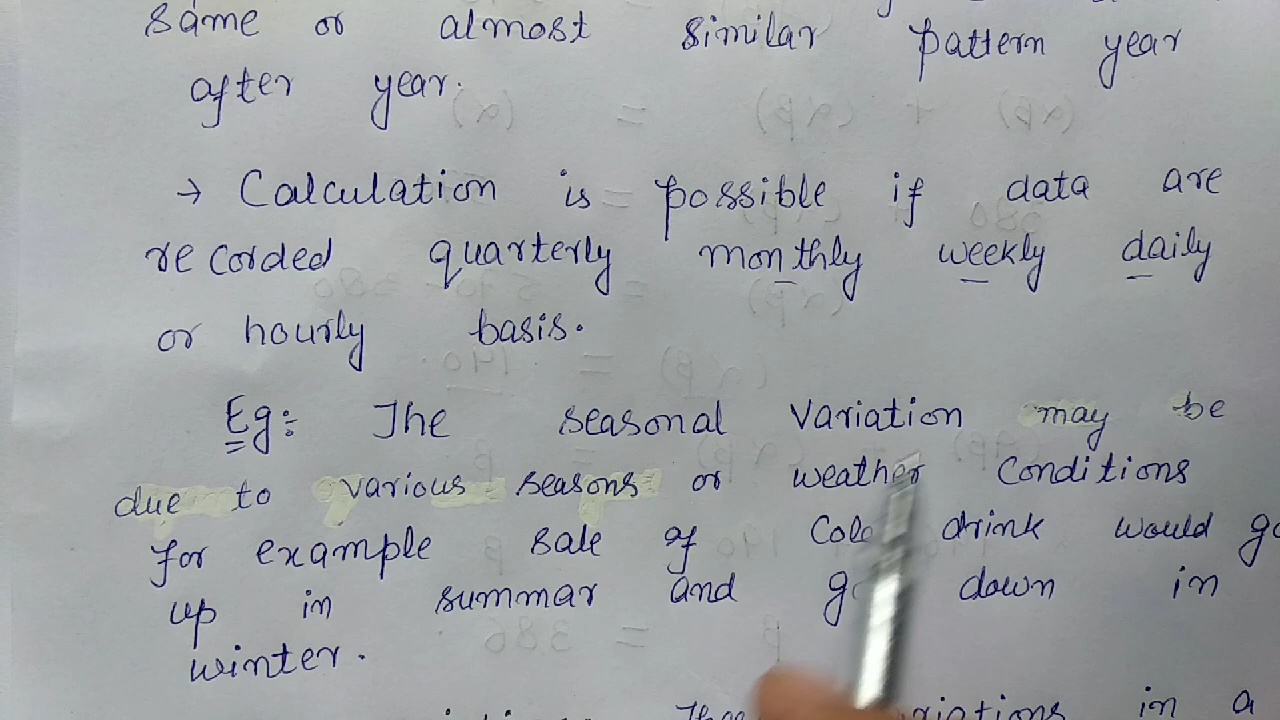 same or almost similar pattern year
after year.
→ Calculation is possible if data are
recorded quarterly monthly weekly daily
or hourly basis.
Eg:- The seasonal variation may be
due to various seasons or weather conditions
for example sale of drink would go
up in summar and down in
winter.
in a